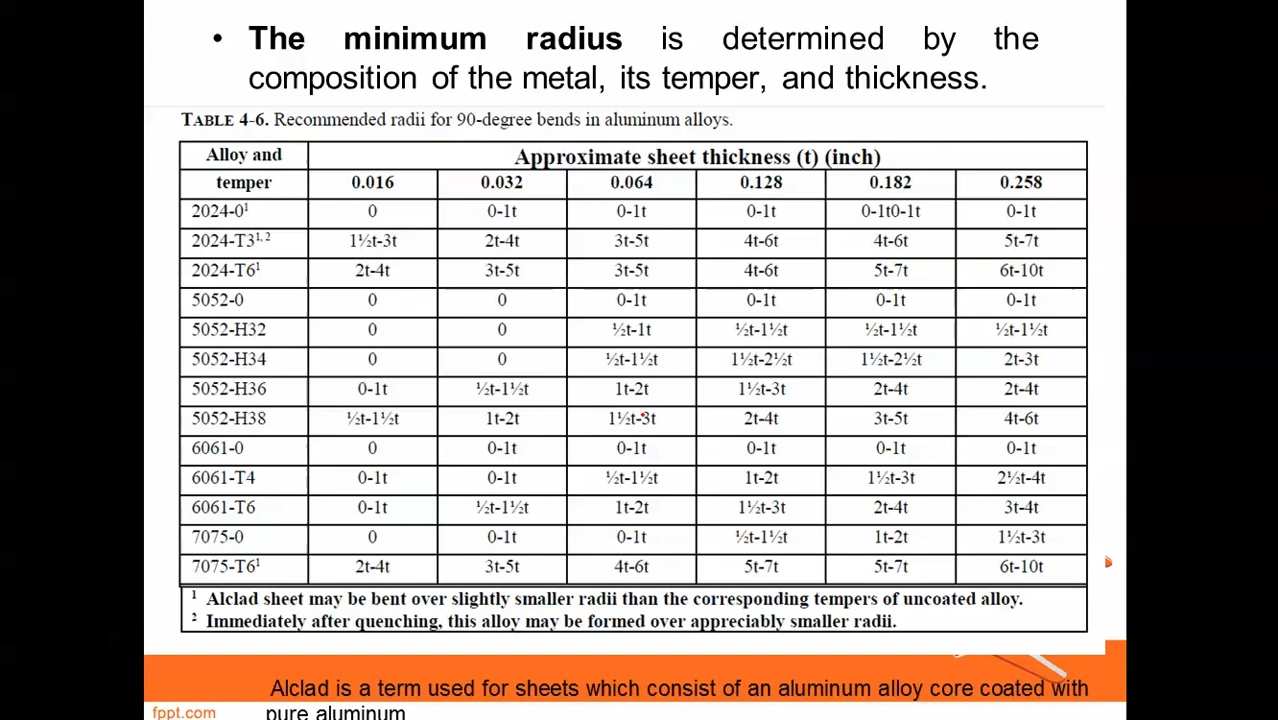 • The minimum radius is determined by the
composition of the metal, its temper, and thickness.
TABLE 4-6. Recommended radii for 90-degree bends in aluminum alloys.
Alloy and Approximate sheet thickness (t) (inch)
temper 0.016 0.032 0.064 0.128 0.182 0.258
2024-0¹ 0 0-1t 0-1t 0-1t 0-1t0-1t 0-1t
2024-T3¹,² 1½t-3t 2t-4t 3t-5t 4t-6t 4t-6t 5t-7t
2024-T6¹ 2t-4t 3t-5t 3t-5t 4t-6t 5t-7t 6t-10t
5052-0 0 0 0-1t 0-1t 0-1t 0-1t
5052-H32 0 0 ½t-1t ½t-1½t ½t-1½t ½t-1½t
5052-H34 0 0 ½t-1½t 1½t-2½t 1½t-2½t 2t-3t
5052-H36 0-1t ½t-1½t 1t-2t 1½t-3t 2t-4t 2t-4t
5052-H38 ½t-1½t 1t-2t 1½t-3t 2t-4t 3t-5t 4t-6t
6061-0 0 0-1t 0-1t 0-1t 0-1t 0-1t
6061-T4 0-1t 0-1t ½t-1½t 1t-2t 1½t-3t 2½t-4t
6061-T6 0-1t ½t-1½t 1t-2t 1½t-3t 2t-4t 3t-4t
7075-0 0 0-1t 0-1t ½t-1½t 1t-2t 1½t-3t
7075-T6¹ 2t-4t 3t-5t 4t-6t 5t-7t 5t-7t 6t-10t
¹ Alclad sheet may be bent over slightly smaller radii than the corresponding tempers of uncoated alloy.
² Immediately after quenching, this alloy may be formed over appreciably smaller radii.
Alclad is a term used for sheets which consist of an aluminum alloy core coated with
fppt.com pure aluminum